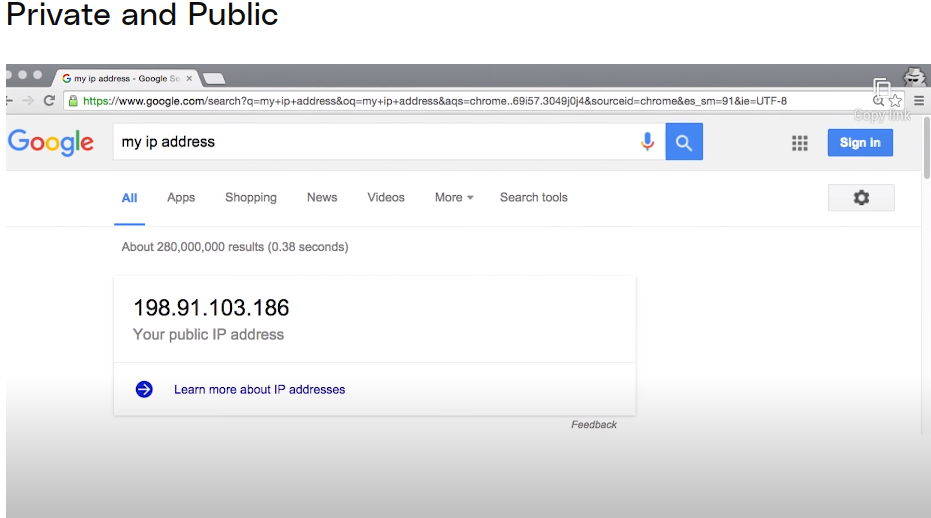 Private and Public
my ip address - Google Se
https://www.google.com/search?q=my+ip+address&oq=my+ip+address&aqs=chrome..69i57.3049j0j4&sourceid=chrome&es_sm=91&ie=UTF-8
Copy link
Google my ip address Sign in
All Apps Shopping News Videos More Search tools
About 280,000,000 results (0.38 seconds)
198.91.103.186
Your public IP address
Learn more about IP addresses
Feedback